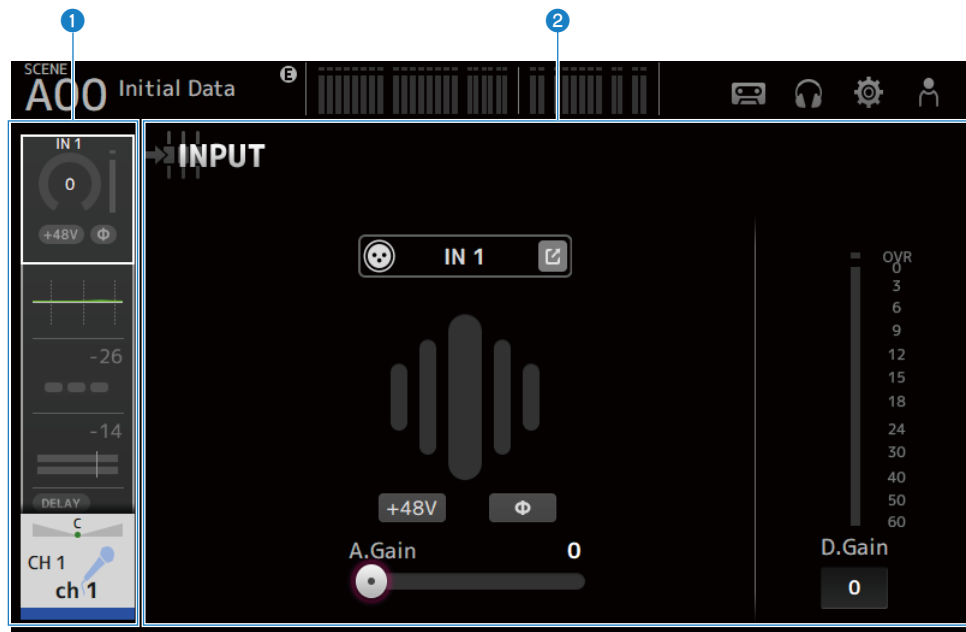 1
2
SCENE
A00 Initial Data
E
IN 1
0
+48V Φ
-26
-14
DELAY
C
CH 1
ch 1
INPUT
IN 1
+48V Φ
A.Gain 0
OVR
0
3
6
9
12
15
18
24
30
40
50
60
D.Gain
0